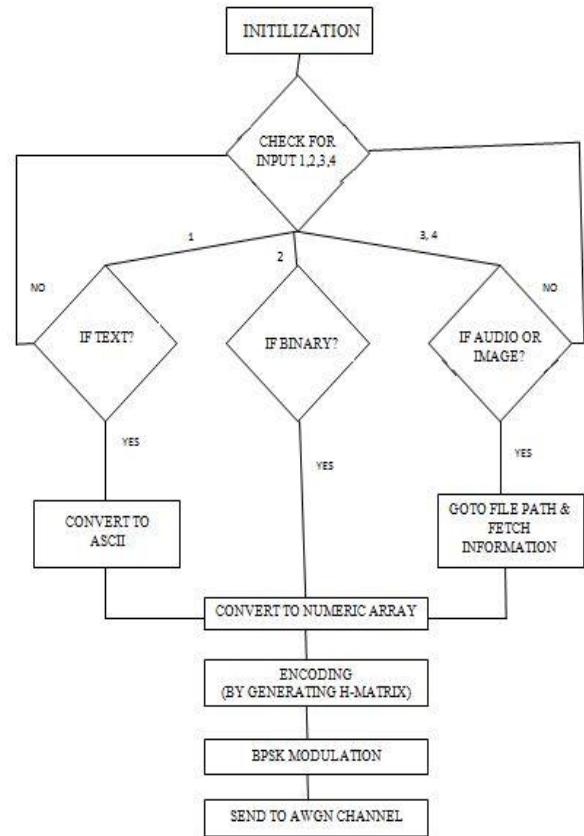 INITILIZATION
CHECK FOR
INPUT 1,2,3,4
1
2
3, 4
NO
NO
IF TEXT?
IF BINARY?
IF AUDIO OR
IMAGE?
YES
YES
YES
CONVERT TO
ASCII
GOTO FILE PATH &
FETCH
INFORMATION
CONVERT TO NUMERIC ARRAY
ENCODING
(BY GENERATING H-MATRIX)
BPSK MODULATION
SEND TO AWGN CHANNEL